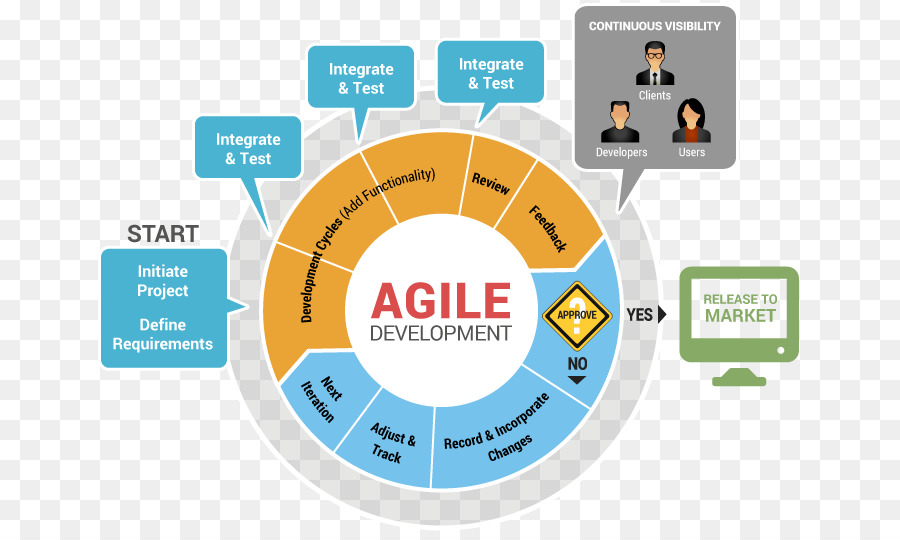 CONTINUOUS VISIBILITY
Clients
Developers
Users
Integrate
& Test
Integrate
& Test
Integrate
& Test
START
Initiate
Project
Define
Requirements
Development Cycles (Add Functionality)
Review
Feedback
AGILE
DEVELOPMENT
?
APPROVE
YES
NO
RELEASE TO
MARKET
Record & Incorporate
Changes
Adjust &
Track
Next
Iteration